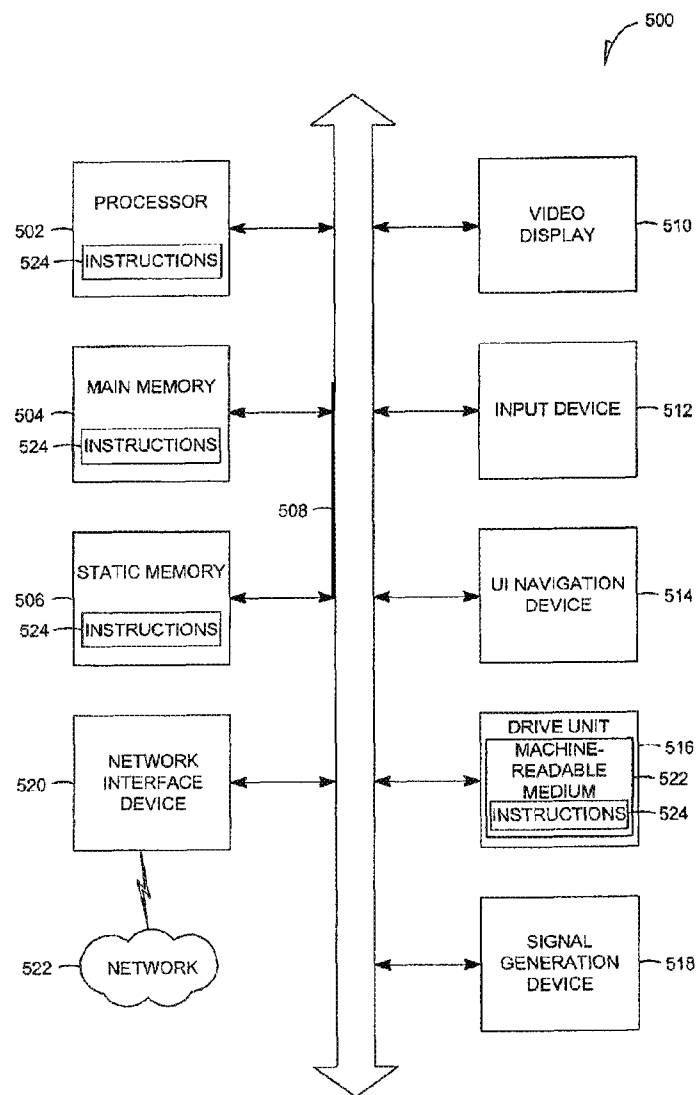 500
PROCESSOR
502
524
INSTRUCTIONS
VIDEO
DISPLAY
510
MAIN MEMORY
504
524
INSTRUCTIONS
INPUT DEVICE
512
508
STATIC MEMORY
506
524
INSTRUCTIONS
UI NAVIGATION
DEVICE
514
NETWORK
INTERFACE
DEVICE
520
DRIVE UNIT
516
MACHINE-
READABLE
MEDIUM
522
INSTRUCTIONS
524
522
NETWORK
SIGNAL
GENERATION
DEVICE
518